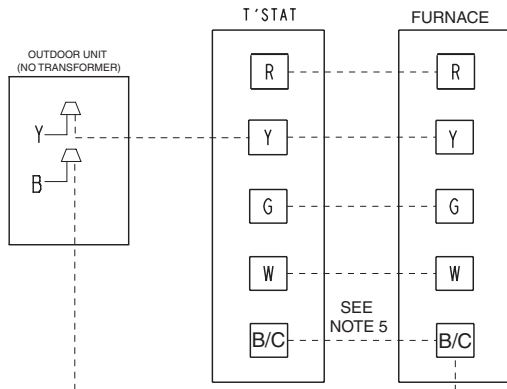 T'STAT
FURNACE
OUTDOOR UNIT
(NO TRANSFORMER)
R
R
Y
Y
Y
B
G
G
W
W
SEE
NOTE 5
B/C
B/C